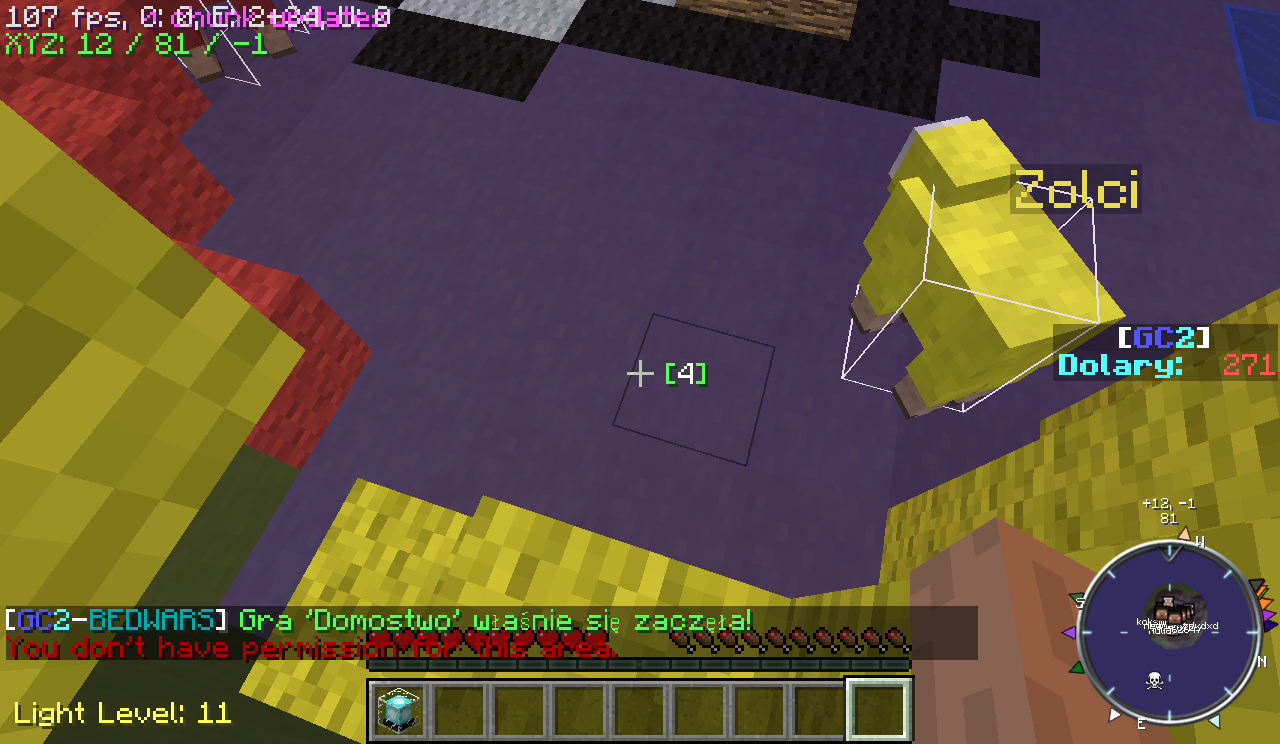 107 fps,
XYZ: 12 / 81 / -1
Zolci
[4]
[GC2]
Dolary: 271
+12, -1
81
W
S
N
E
[GC2-BEDWARS] Gra 'Domostwo' właśnie się zaczęła!
You don't have permission for this area.
Light Level: 11